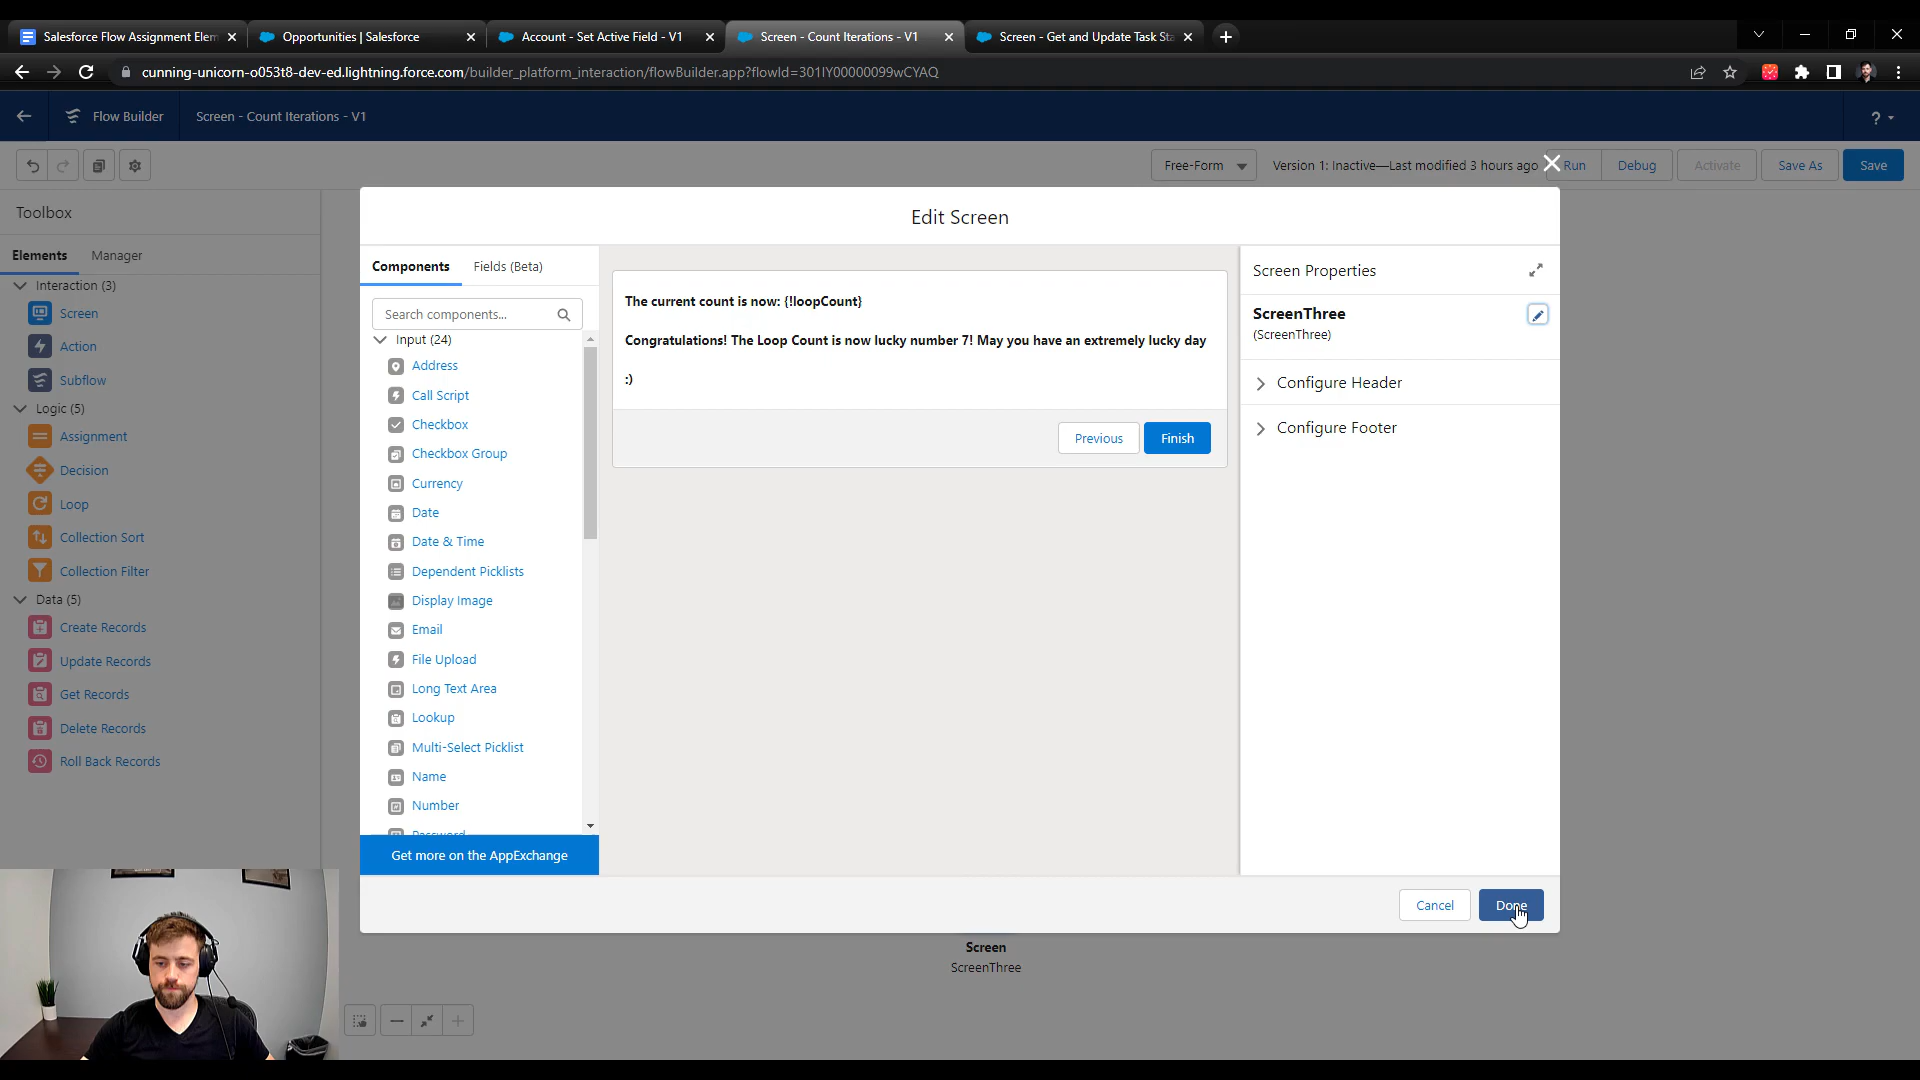 Salesforce Flow Assignment Elem
Opportunities | Salesforce
Account - Set Active Field - V1
Screen - Count Iterations - V1
Screen - Get and Update Task Sta
cunning-unicorn-o053t8-dev-ed.lightning.force.com/builder_platform_interaction/flowBuilder.app?flowId=301IY00000099wCYAQ
Flow Builder
Screen - Count Iterations - V1
?
Free-Form
Version 1: Inactive—Last modified 3 hours ago
Run
Debug
Activate
Save As
Save
Toolbox
Elements
Manager
Interaction (3)
Screen
Action
Subflow
Logic (5)
Assignment
Decision
Loop
Collection Sort
Collection Filter
Data (5)
Create Records
Update Records
Get Records
Delete Records
Roll Back Records
Edit Screen
Components
Fields (Beta)
Search components...
Input (24)
Address
Call Script
Checkbox
Checkbox Group
Currency
Date
Date & Time
Dependent Picklists
Display Image
Email
File Upload
Long Text Area
Lookup
Multi-Select Picklist
Name
Number
Password
Get more on the AppExchange
The current count is now: {!loopCount}
Congratulations! The Loop Count is now lucky number 7! May you have an extremely lucky day
:)
Previous
Finish
Screen Properties
ScreenThree
(ScreenThree)
Configure Header
Configure Footer
Cancel
Done
Screen
ScreenThree